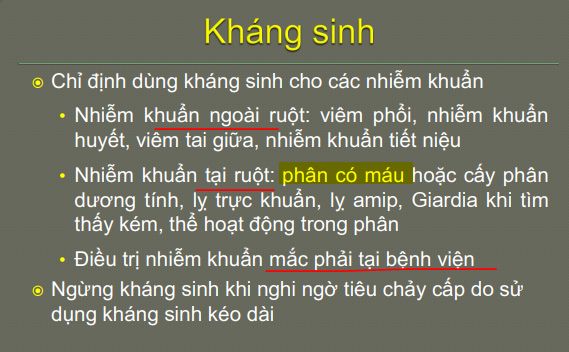 Kháng sinh
Chỉ định dùng kháng sinh cho các nhiễm khuẩn
• Nhiễm khuẩn ngoài ruột: viêm phổi, nhiễm khuẩn
huyết, viêm tai giữa, nhiễm khuẩn tiết niệu
• Nhiễm khuẩn tại ruột: phân có máu hoặc cấy phân
dương tính, lỵ trực khuẩn, lỵ amip, Giardia khi tìm
thấy kém, thể hoạt động trong phân
• Điều trị nhiễm khuẩn mắc phải tại bệnh viện
Ngừng kháng sinh khi nghi ngờ tiêu chảy cấp do sử
dụng kháng sinh kéo dài